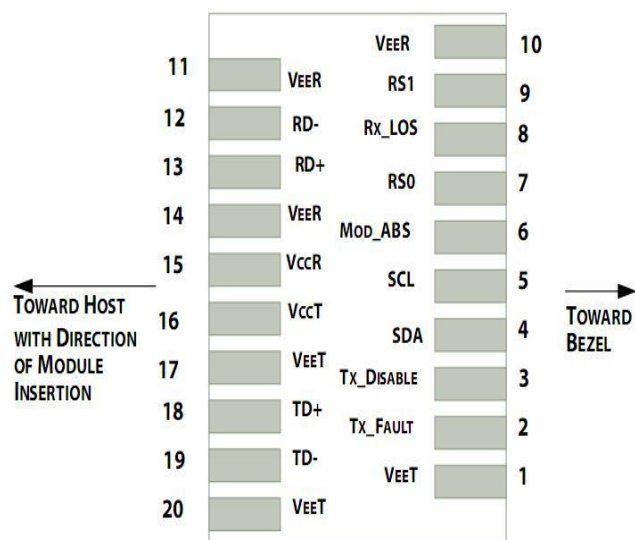 VEER 10
11 VEER
RS1 9
12 RD-
Rx_LOS 8
13 RD+
RS0 7
14 VEER
MOD_ABS 6
15 VCCR
SCL 5
TOWARD HOST
WITH DIRECTION
OF MODULE
INSERTION
16 VCCT
SDA 4
TOWARD
BEZEL
17 VEET
TX_DISABLE 3
18 TD+
TX_FAULT 2
19 TD-
VEET 1
20 VEET